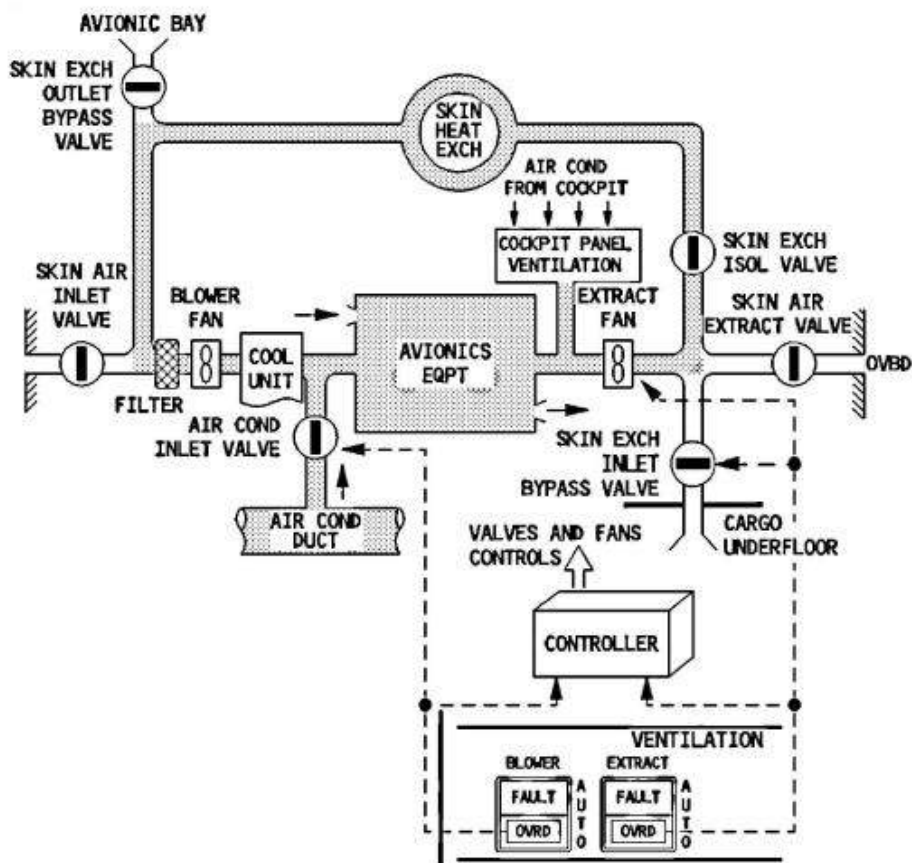 AVIONIC BAY
SKIN EXCH
OUTLET
BYPASS
VALVE
SKIN
HEAT
EXCH
AIR COND
FROM COCKPIT
COCKPIT PANEL
VENTILATION
SKIN EXCH
ISOL VALVE
SKIN AIR
INLET
VALVE
BLOWER
FAN
EXTRACT
FAN
SKIN AIR
EXTRACT VALVE
COOL
UNIT
AVIONICS
EQPT
OVBD
FILTER
AIR COND
INLET VALVE
SKIN EXCH
INLET
BYPASS VALVE
AIR COND
DUCT
VALVES AND FANS
CONTROLS
CARGO
UNDERFLOOR
CONTROLLER
VENTILATION
BLOWER
FAULT
OVRD
AUTO
EXTRACT
FAULT
OVRD
AUTO